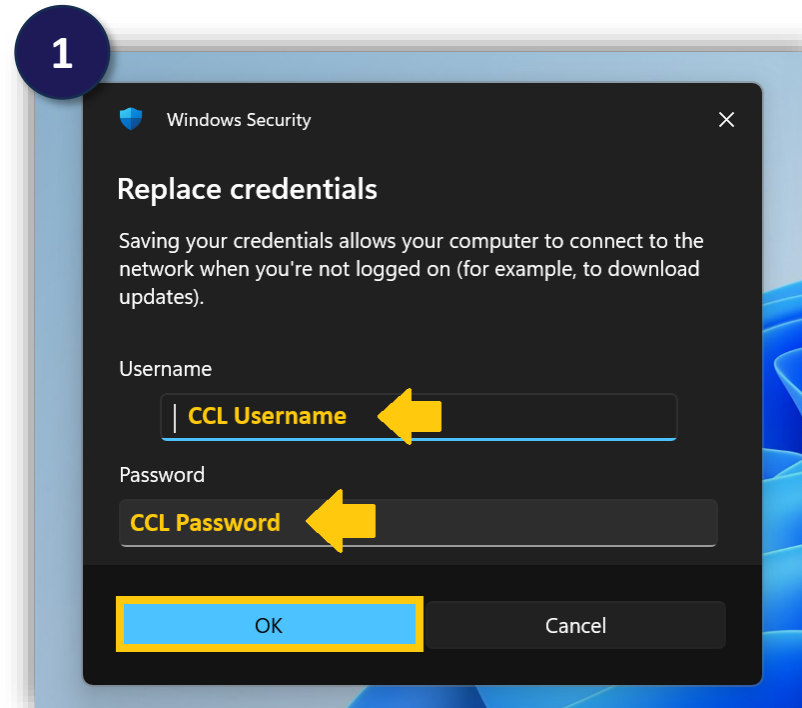 1
Windows Security
Replace credentials
Saving your credentials allows your computer to connect to the
network when you're not logged on (for example, to download
updates).
Username
CCL Username
Password
CCL Password
OK
Cancel